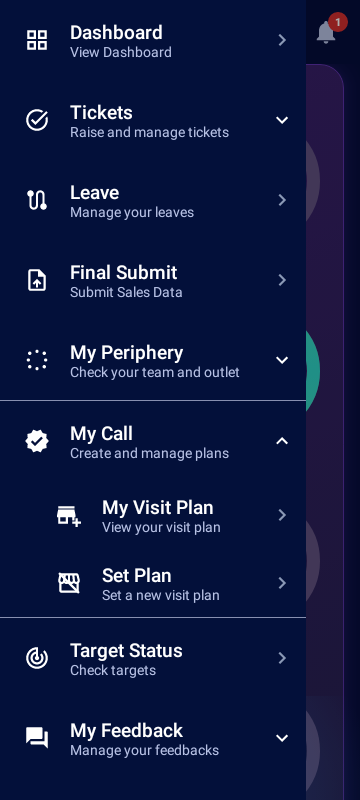 Dashboard
View Dashboard
1
Tickets
Raise and manage tickets
Leave
Manage your leaves
Final Submit
Submit Sales Data
My Periphery
Check your team and outlet
My Call
Create and manage plans
My Visit Plan
View your visit plan
Set Plan
Set a new visit plan
Target Status
Check targets
My Feedback
Manage your feedbacks